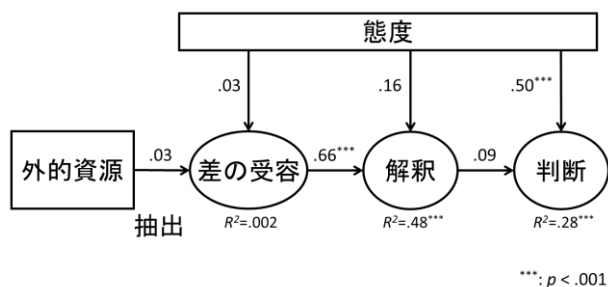 態度
.03
.16
.50***
外的資源
.03
差の受容
.66***
解釈
.09
判断
抽出
R²=.002
R²=.48***
R²=.28***
***: p < .001